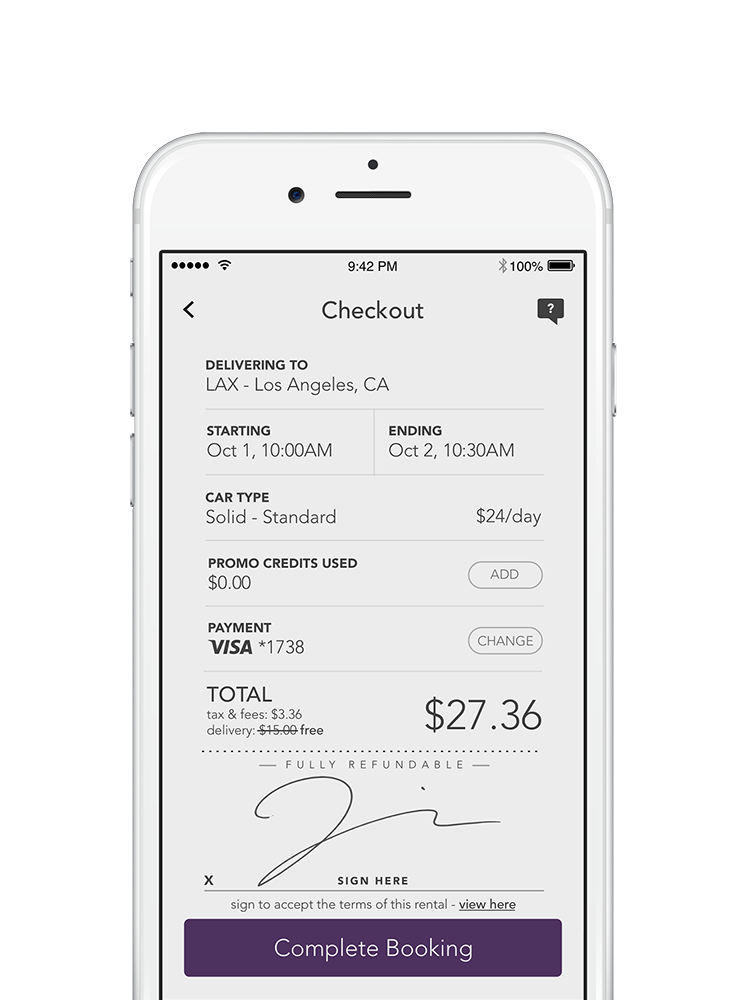 9:42 PM 100%
Checkout ?
DELIVERING TO
LAX - Los Angeles, CA
STARTING ENDING
Oct 1, 10:00AM Oct 2, 10:30AM
CAR TYPE
Solid - Standard $24/day
PROMO CREDITS USED
$0.00 ADD
PAYMENT
VISA *1738 CHANGE
TOTAL
tax & fees: $3.36
delivery: $15.00 free
$27.36
FULLY REFUNDABLE
X SIGN HERE
sign to accept the terms of this rental - view here
Complete Booking